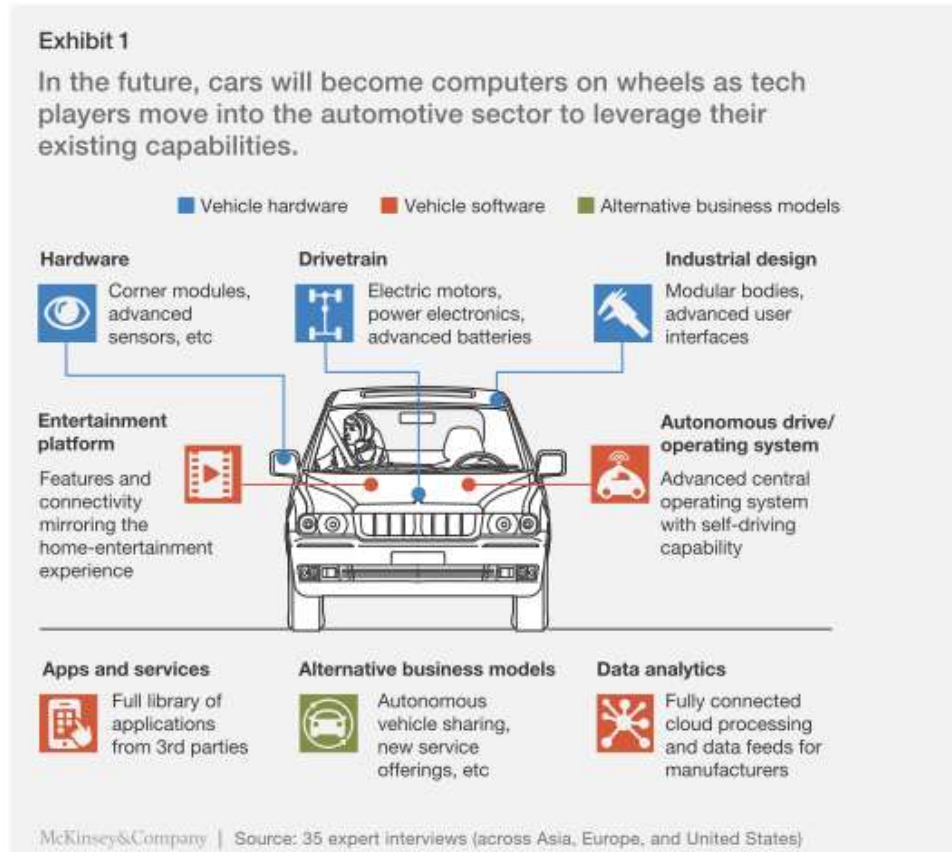 Exhibit 1
In the future, cars will become computers on wheels as tech
players move into the automotive sector to leverage their
existing capabilities.
Vehicle hardware
Vehicle software
Alternative business models
Hardware
Corner modules,
advanced
sensors, etc
Drivetrain
Electric motors,
power electronics,
advanced batteries
Industrial design
Modular bodies,
advanced user
interfaces
Entertainment
platform
Features and
connectivity
mirroring the
home-entertainment
experience
Autonomous drive/
operating system
Advanced central
operating system
with self-driving
capability
Apps and services
Full library of
applications
from 3rd parties
Alternative business models
Autonomous
vehicle sharing,
new service
offerings, etc
Data analytics
Fully connected
cloud processing
and data feeds for
manufacturers
McKinsey&Company | Source: 35 expert interviews (across Asia, Europe, and United States)